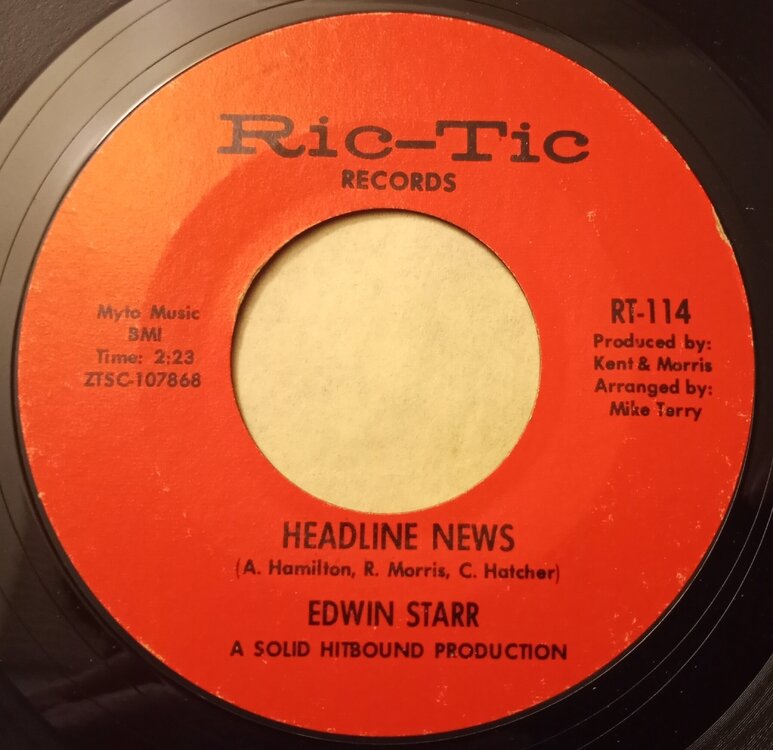 Ric-Tic
RECORDS
Myto Music
BMI
Time: 2:23
ZTSC-107868
RT-114
Produced by:
Kent & Morris
Arranged by:
Mike Terry
HEADLINE NEWS
(A. Hamilton, R. Morris, C. Hatcher)
EDWIN STARR
A SOLID HITBOUND PRODUCTION